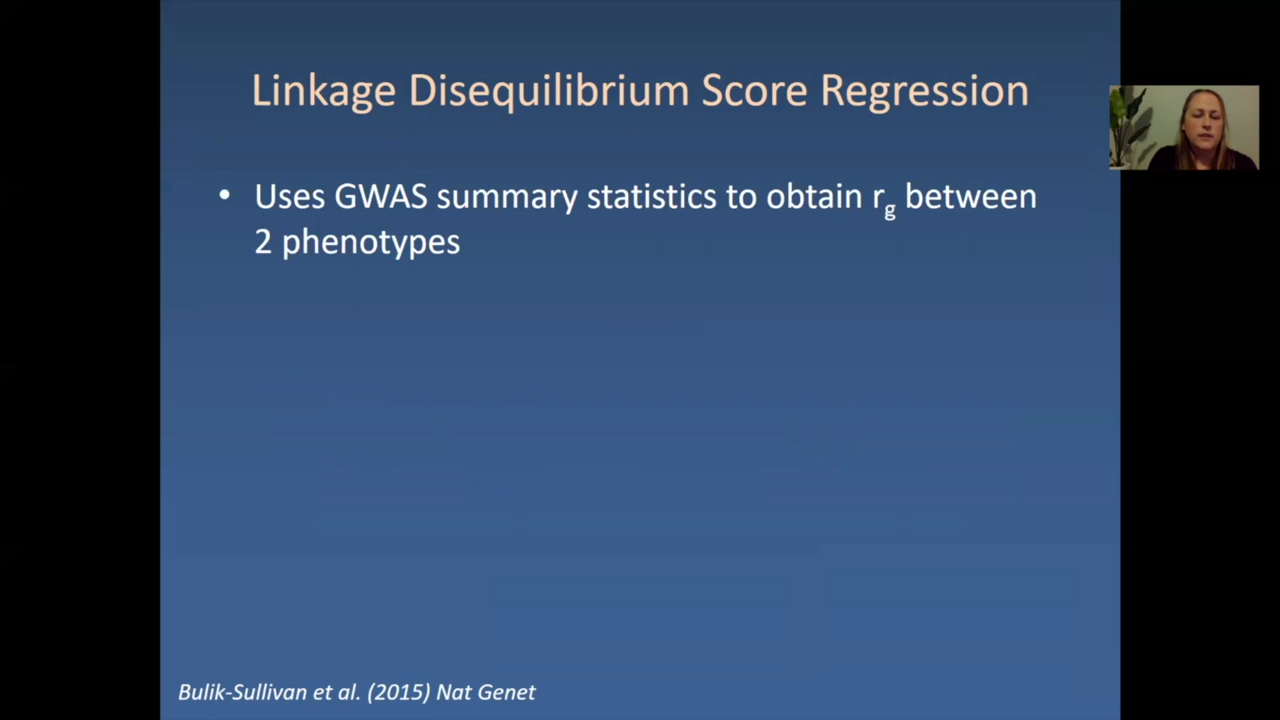 Linkage Disequilibrium Score Regression
• Uses GWAS summary statistics to obtain rg between
2 phenotypes
Bulik-Sullivan et al. (2015) Nat Genet